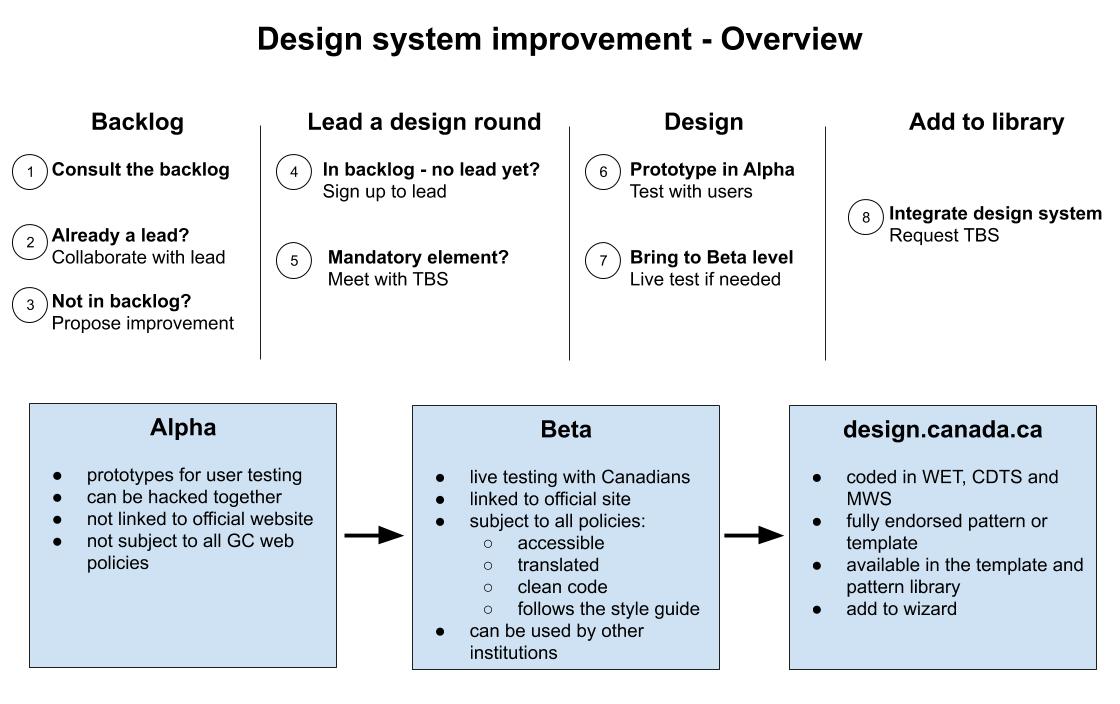 Design system improvement - Overview
Backlog
1 Consult the backlog
2 Already a lead?
Collaborate with lead
3 Not in backlog?
Propose improvement
Lead a design round
4 In backlog - no lead yet?
Sign up to lead
5 Mandatory element?
Meet with TBS
Design
6 Prototype in Alpha
Test with users
7 Bring to Beta level
Live test if needed
Add to library
8 Integrate design system
Request TBS
Alpha
● prototypes for user testing
● can be hacked together
● not linked to official website
● not subject to all GC web
policies
Beta
● live testing with Canadians
● linked to official site
● subject to all policies:
○ accessible
○ translated
○ clean code
○ follows the style guide
● can be used by other
institutions
design.canada.ca
● coded in WET, CDTS and
MWS
● fully endorsed pattern or
template
● available in the template and
pattern library
● add to wizard